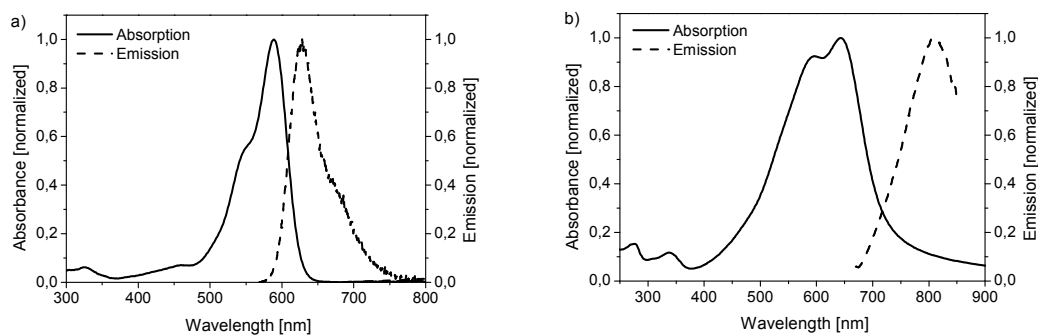 a)
Absorption
Emission
1,0
0,8
0,6
0,4
0,2
0,0
Absorbance [normalized]
1,0
0,8
0,6
0,4
0,2
0,0
Emission [normalized]
300 400 500 600 700 800
Wavelength [nm]
b)
Absorption
Emission
1,0
0,8
0,6
0,4
0,2
0,0
Absorbance [normalized]
1,0
0,8
0,6
0,4
0,2
0,0
Emission [normalized]
300 400 500 600 700 800 900
Wavelength [nm]